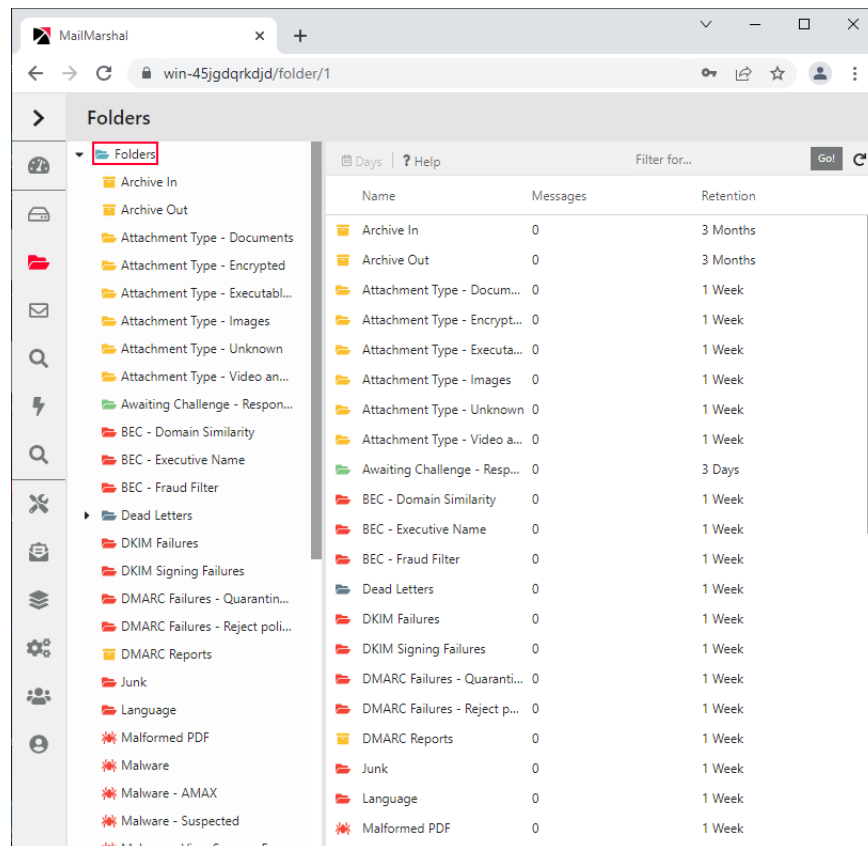 MailMarshal
win-45jgdqrkdjd/folder/1
Folders
Folders
Archive In
Archive Out
Attachment Type - Documents
Attachment Type - Encrypted
Attachment Type - Executabl...
Attachment Type - Images
Attachment Type - Unknown
Attachment Type - Video an...
Awaiting Challenge - Respon...
BEC - Domain Similarity
BEC - Executive Name
BEC - Fraud Filter
Dead Letters
DKIM Failures
DKIM Signing Failures
DMARC Failures - Quarantin...
DMARC Failures - Reject poli...
DMARC Reports
Junk
Language
Malformed PDF
Malware
Malware - AMAX
Malware - Suspected
Days ? Help Filter for... Go!
Name Messages Retention
Archive In 0 3 Months
Archive Out 0 3 Months
Attachment Type - Docum... 0 1 Week
Attachment Type - Encrypt... 0 1 Week
Attachment Type - Executa... 0 1 Week
Attachment Type - Images 0 1 Week
Attachment Type - Unknown 0 1 Week
Attachment Type - Video a... 0 1 Week
Awaiting Challenge - Resp... 0 3 Days
BEC - Domain Similarity 0 1 Week
BEC - Executive Name 0 1 Week
BEC - Fraud Filter 0 1 Week
Dead Letters 0 1 Week
DKIM Failures 0 1 Week
DKIM Signing Failures 0 1 Week
DMARC Failures - Quaranti... 0 1 Week
DMARC Failures - Reject p... 0 1 Week
DMARC Reports 0 1 Week
Junk 0 1 Week
Language 0 1 Week
Malformed PDF 0 1 Week